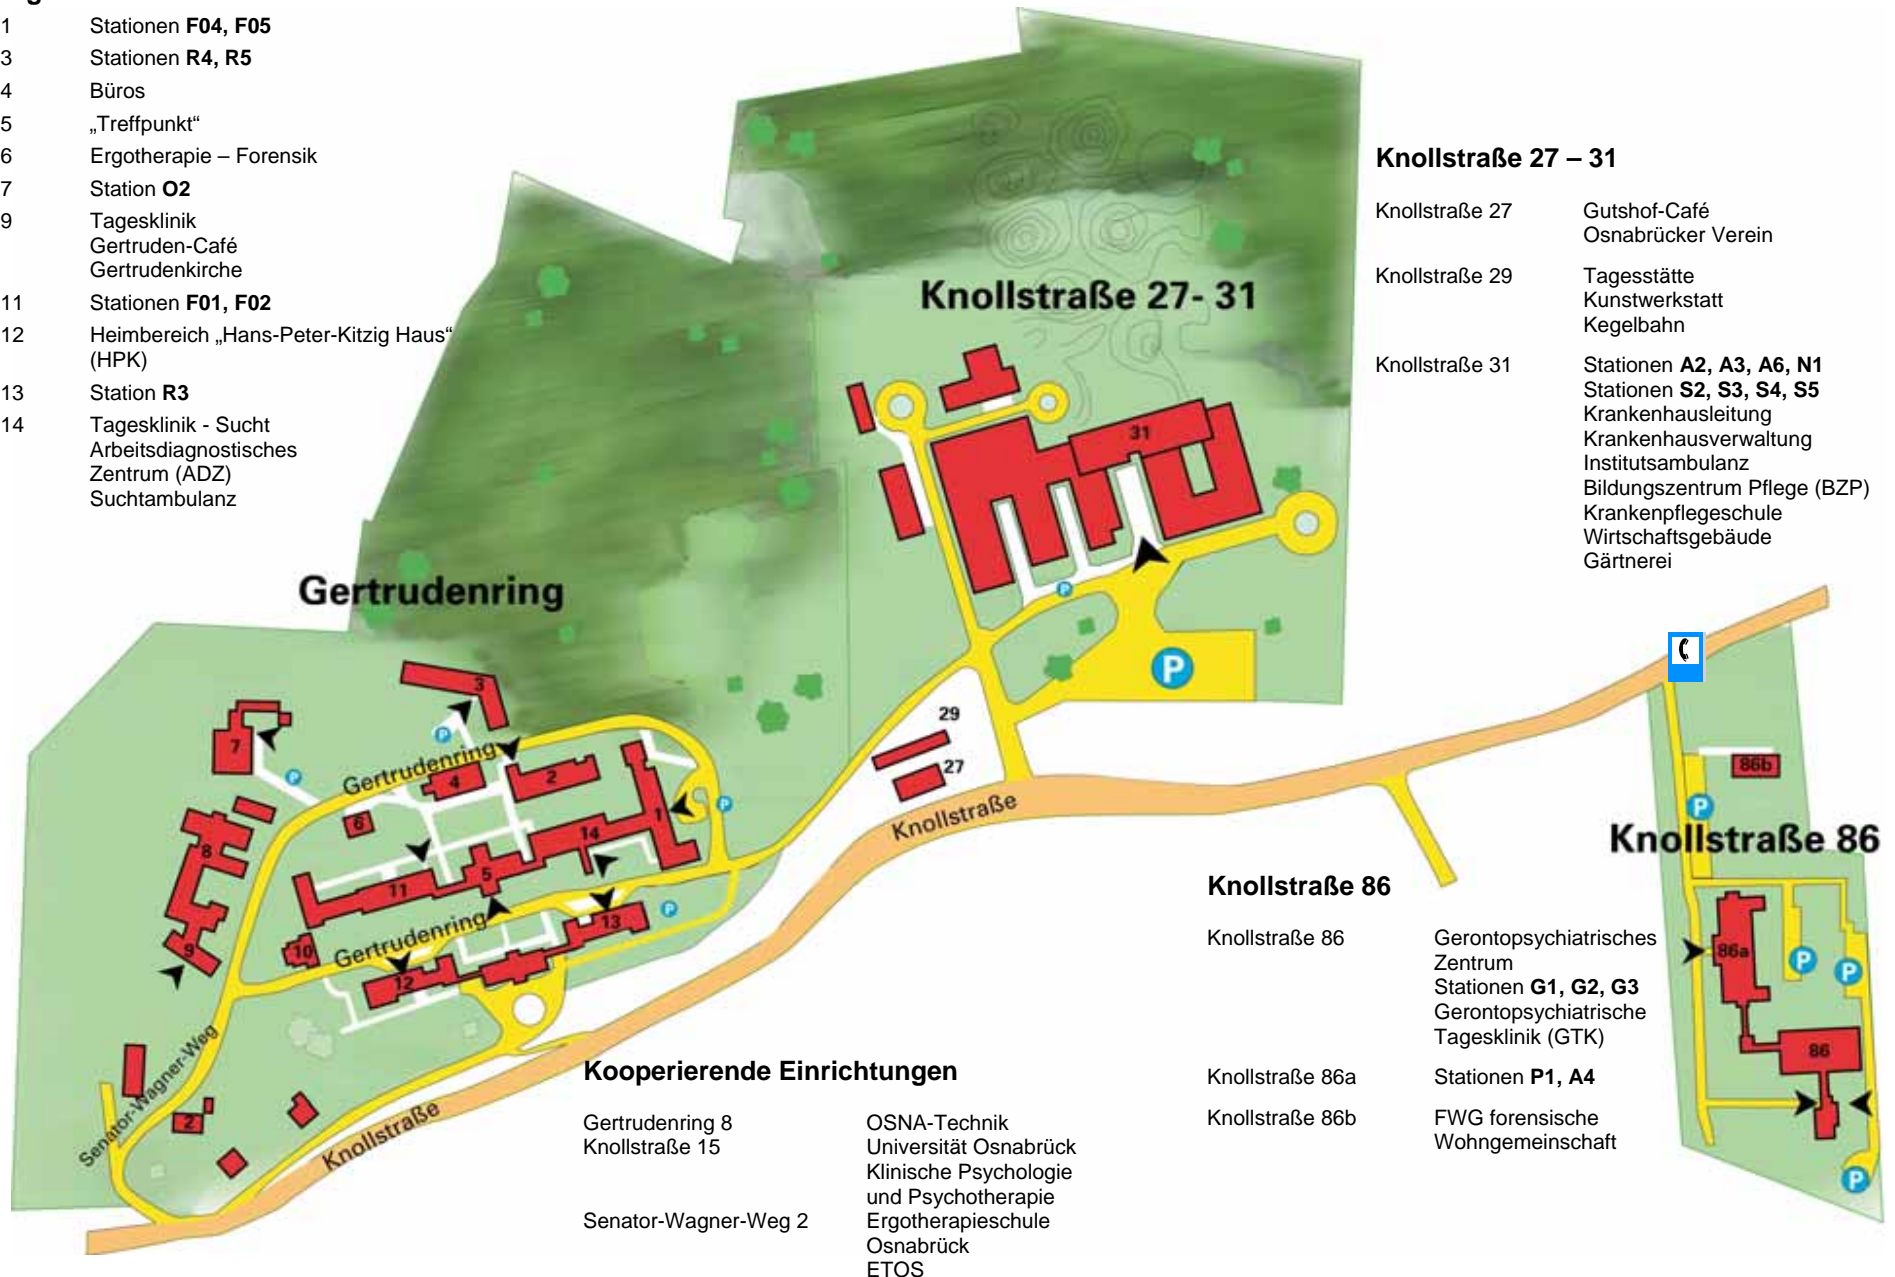 1 Stationen F04, F05
3 Stationen R4, R5
4 Büros
5 „Treffpunkt“
6 Ergotherapie – Forensik
7 Station O2
9 Tagesklinik
Gertruden-Café
Gertrudenkirche
11 Stationen F01, F02
12 Heimbereich „Hans-Peter-Kitzig Haus“
(HPK)
13 Station R3
14 Tagesklinik - Sucht
Arbeitsdiagnostisches
Zentrum (ADZ)
Suchtambulanz
Knollstraße 27 – 31
Knollstraße 27 Gutshof-Café
Osnabrücker Verein
Knollstraße 29 Tagesstätte
Kunstwerkstatt
Kegelbahn
Knollstraße 31 Stationen A2, A3, A6, N1
Stationen S2, S3, S4, S5
Krankenhausleitung
Krankenhausverwaltung
Institutsambulanz
Bildungszentrum Pflege (BZP)
Krankenpflegeschule
Wirtschaftsgebäude
Gärtnerei
Knollstraße 27- 31
31
P
P
29
27
Knollstraße
Gertrudenring
3
7
P
P
Gertrudenring
4
2
6
1
P
8
14
5
11
13
P
10
Gertrudenring
9
12
Senator-Wagner-Weg
2
Knollstraße
86b
P
Knollstraße 86
86a
P
P
86
P
Knollstraße 86
Knollstraße 86 Gerontopsychiatrisches
Zentrum
Stationen G1, G2, G3
Gerontopsychiatrische
Tagesklinik (GTK)
Knollstraße 86a Stationen P1, A4
Knollstraße 86b FWG forensische
Wohngemeinschaft
Kooperierende Einrichtungen
Gertrudenring 8 OSNA-Technik
Knollstraße 15 Universität Osnabrück
Klinische Psychologie
und Psychotherapie
Senator-Wagner-Weg 2 Ergotherapieschule
Osnabrück
ETOS